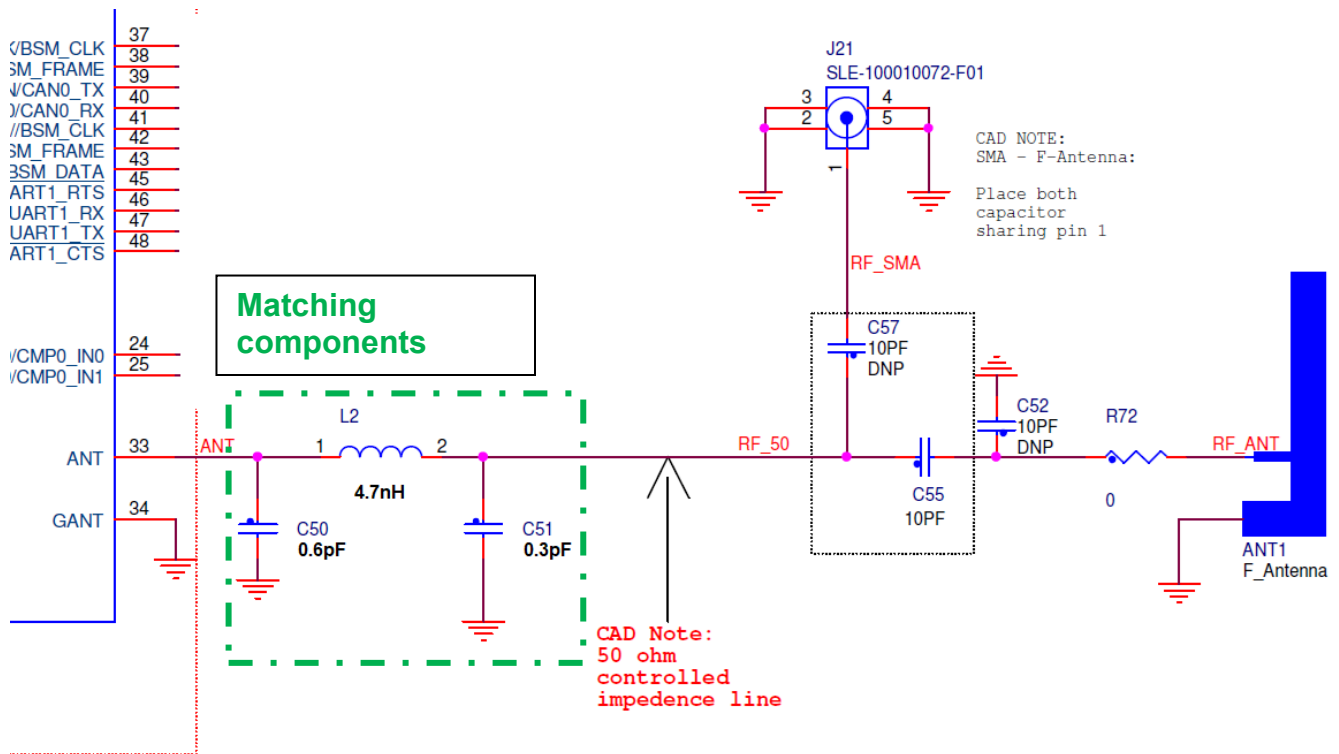 37
/BSM_CLK
38
SM_FRAME
39
/CAN0_TX
40
0/CAN0_RX
41
//BSM_CLK
42
SM_FRAME
43
BSM_DATA
45
ART1_RTS
46
UART1_RX
47
UART1_TX
48
ART1_CTS
24
/CMP0_IN0
25
/CMP0_IN1
33
ANT
34
GANT
ANT
Matching
components
L2
1
2
4.7nH
C50
0.6pF
C51
0.3pF
RF_50
CAD Note:
50 ohm
controlled
impedence line
J21
SLE-100010072-F01
3
4
2
5
1
CAD NOTE:
SMA - F-Antenna:
Place both
capacitor
sharing pin 1
RF_SMA
C57
10PF
DNP
C55
10PF
C52
10PF
DNP
R72
0
RF_ANT
ANT1
F_Antenna